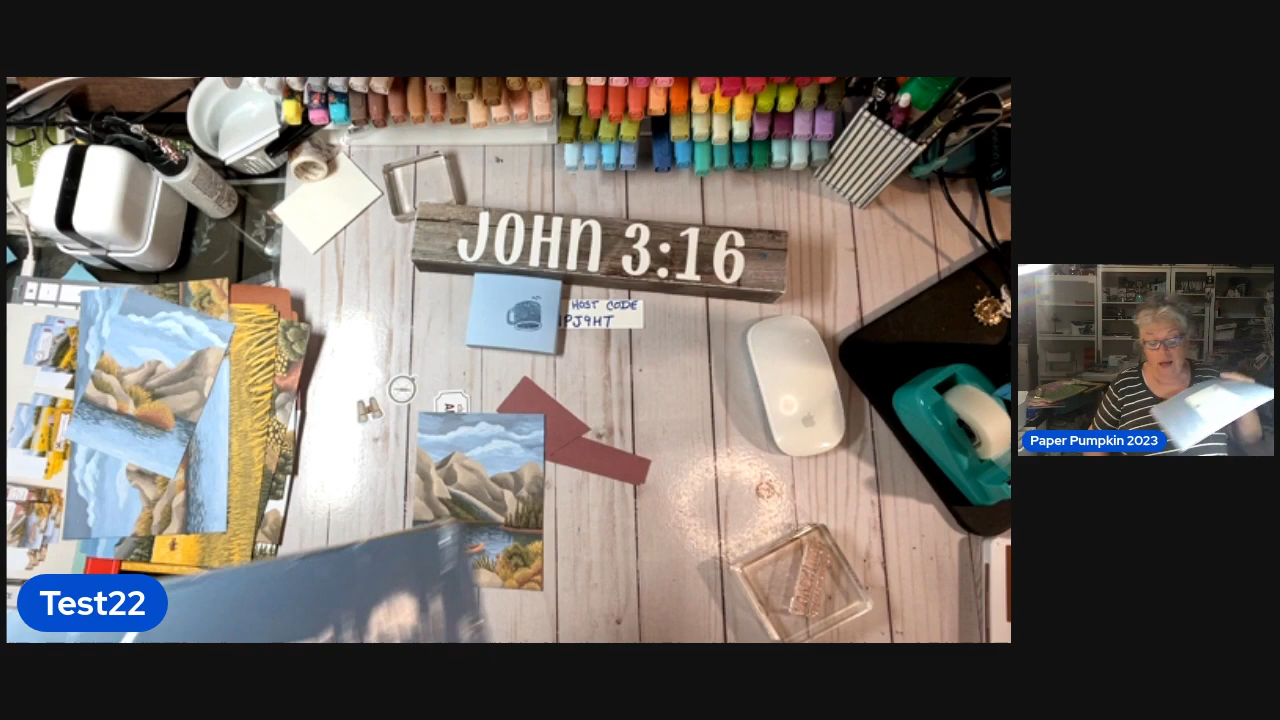 JOHN 3:16
HOST CODE
PJ9HT
Paper Pumpkin 2023
Test22